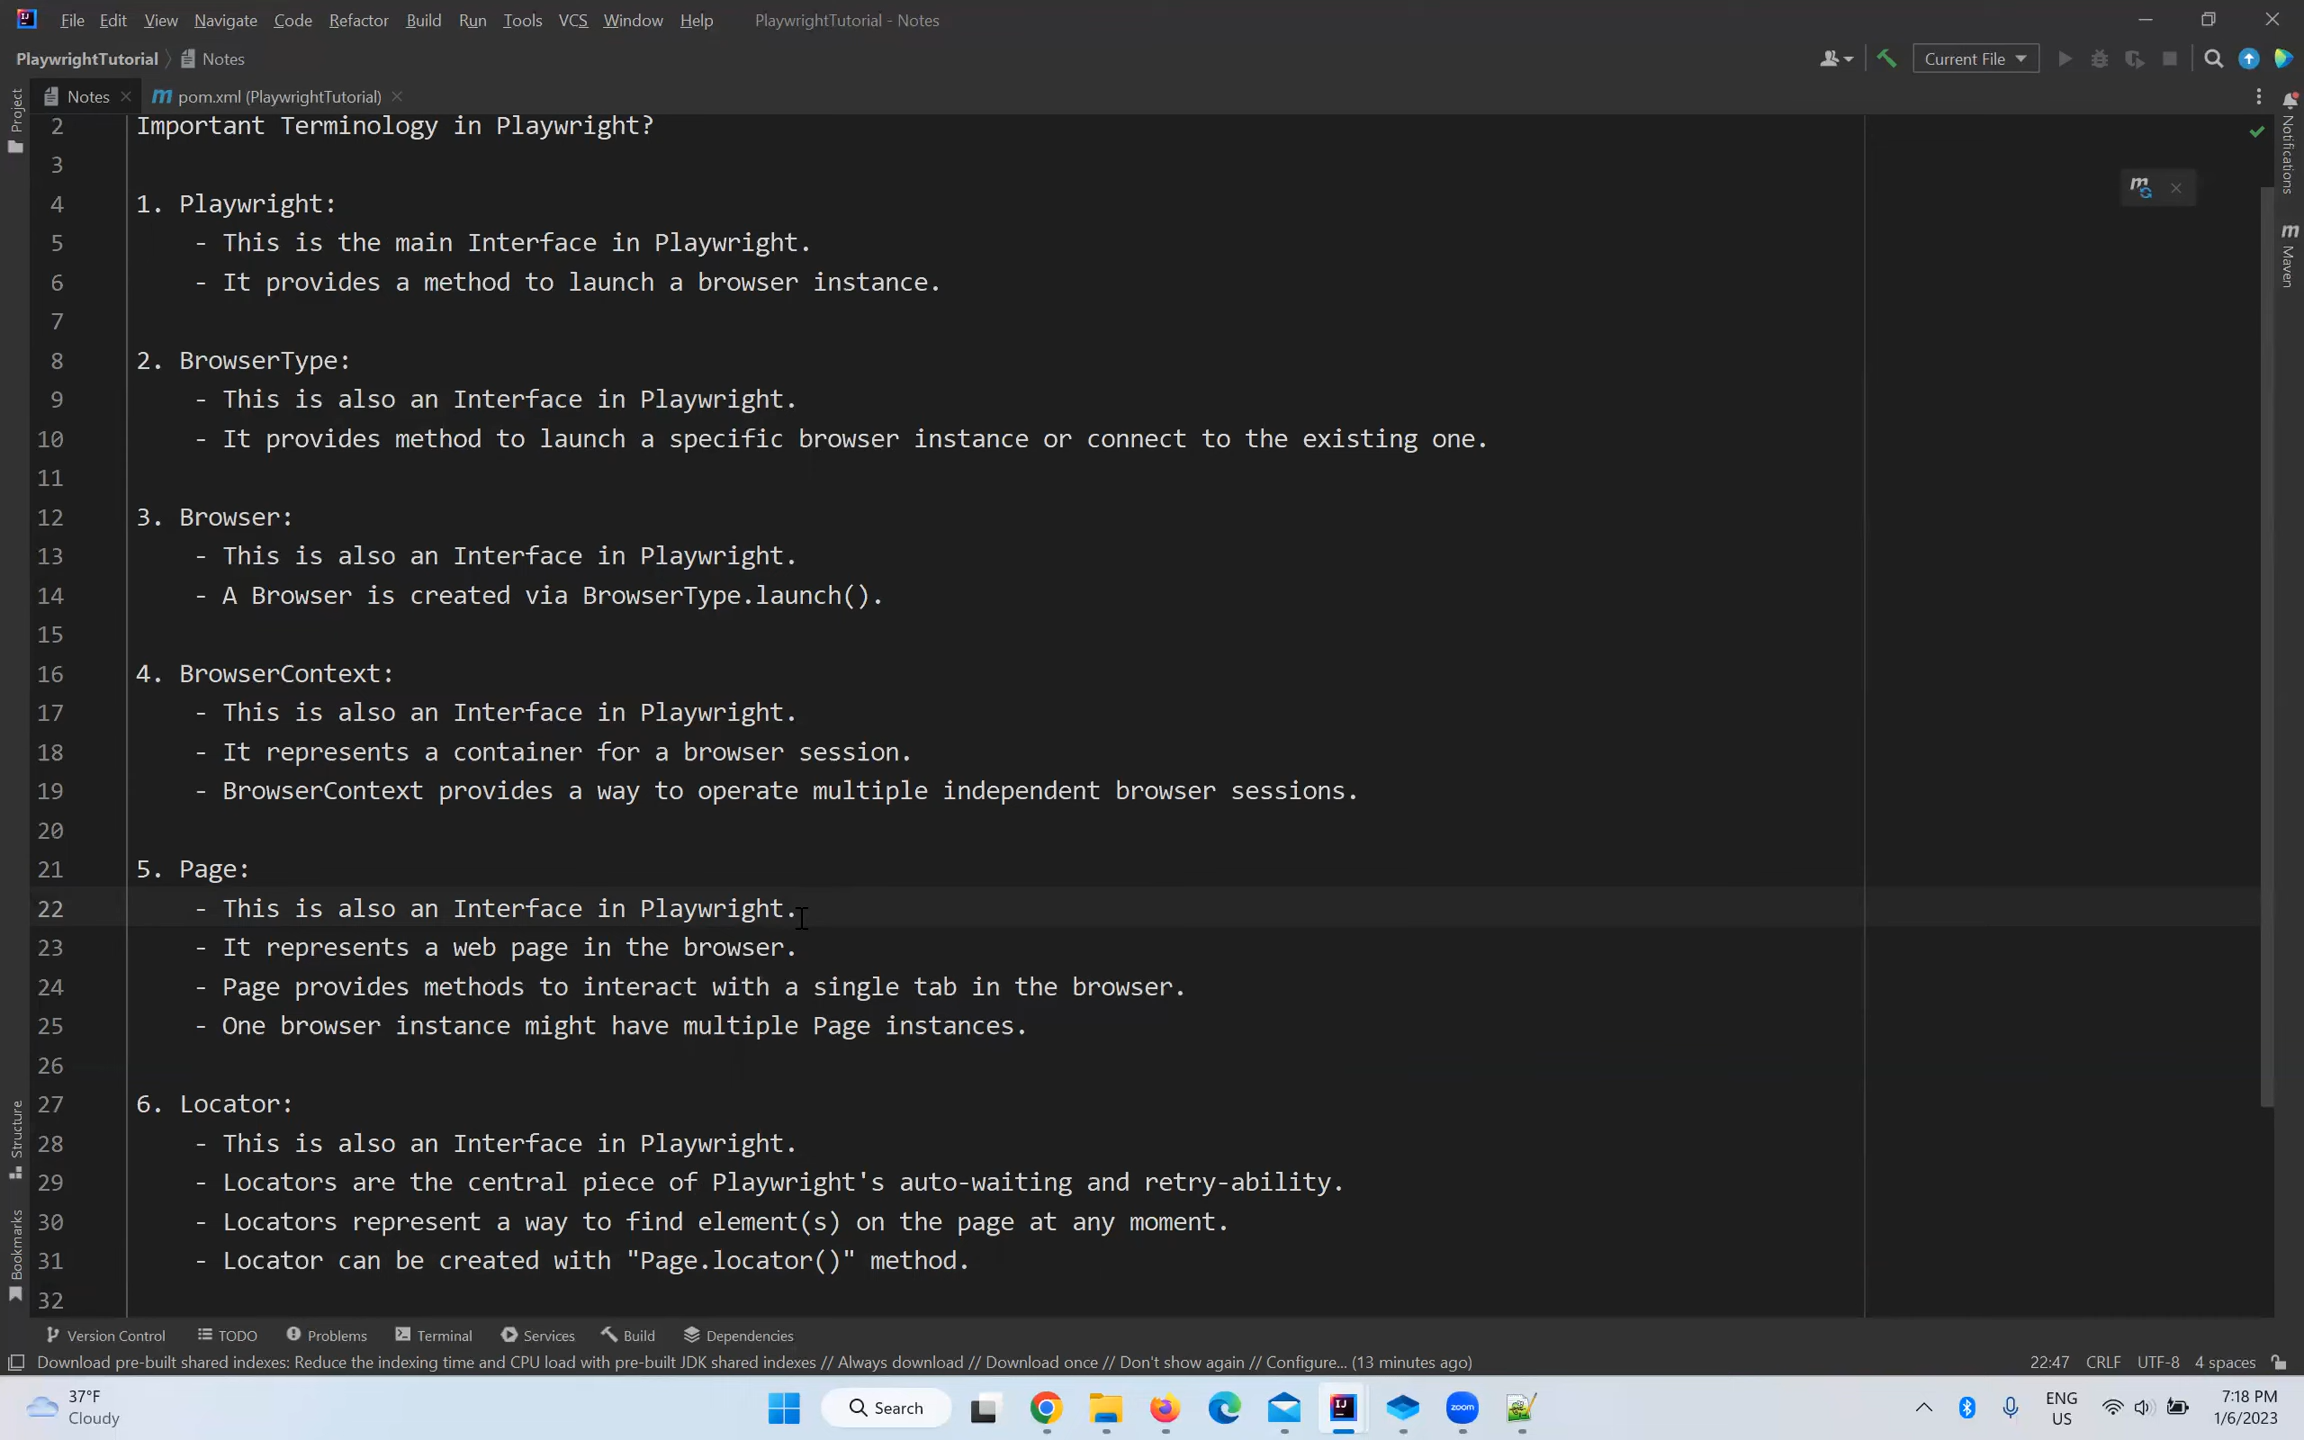 File Edit View Navigate Code Refactor Build Run Tools VCS Window Help PlaywrightTutorial - Notes
PlaywrightTutorial Notes Current File
Notes pom.xml (PlaywrightTutorial)
Project
Notifications
Maven
2 Important Terminology in Playwright?
3
4 1. Playwright:
5 - This is the main Interface in Playwright.
6 - It provides a method to launch a browser instance.
7
8 2. BrowserType:
9 - This is also an Interface in Playwright.
10 - It provides method to launch a specific browser instance or connect to the existing one.
11
12 3. Browser:
13 - This is also an Interface in Playwright.
14 - A Browser is created via BrowserType.launch().
15
16 4. BrowserContext:
17 - This is also an Interface in Playwright.
18 - It represents a container for a browser session.
19 - BrowserContext provides a way to operate multiple independent browser sessions.
20
21 5. Page:
22 - This is also an Interface in Playwright.
23 - It represents a web page in the browser.
24 - Page provides methods to interact with a single tab in the browser.
25 - One browser instance might have multiple Page instances.
26
27 6. Locator:
28 - This is also an Interface in Playwright.
29 - Locators are the central piece of Playwright's auto-waiting and retry-ability.
30 - Locators represent a way to find element(s) on the page at any moment.
31 - Locator can be created with "Page.locator()" method.
32
Structure
Bookmarks
Version Control TODO Problems Terminal Services Build Dependencies
Download pre-built shared indexes: Reduce the indexing time and CPU load with pre-built JDK shared indexes // Always download // Download once // Don't show again // Configure... (13 minutes ago) 22:47 CRLF UTF-8 4 spaces
37°F
Cloudy
Search
zoom
ENG
US
7:18 PM
1/6/2023